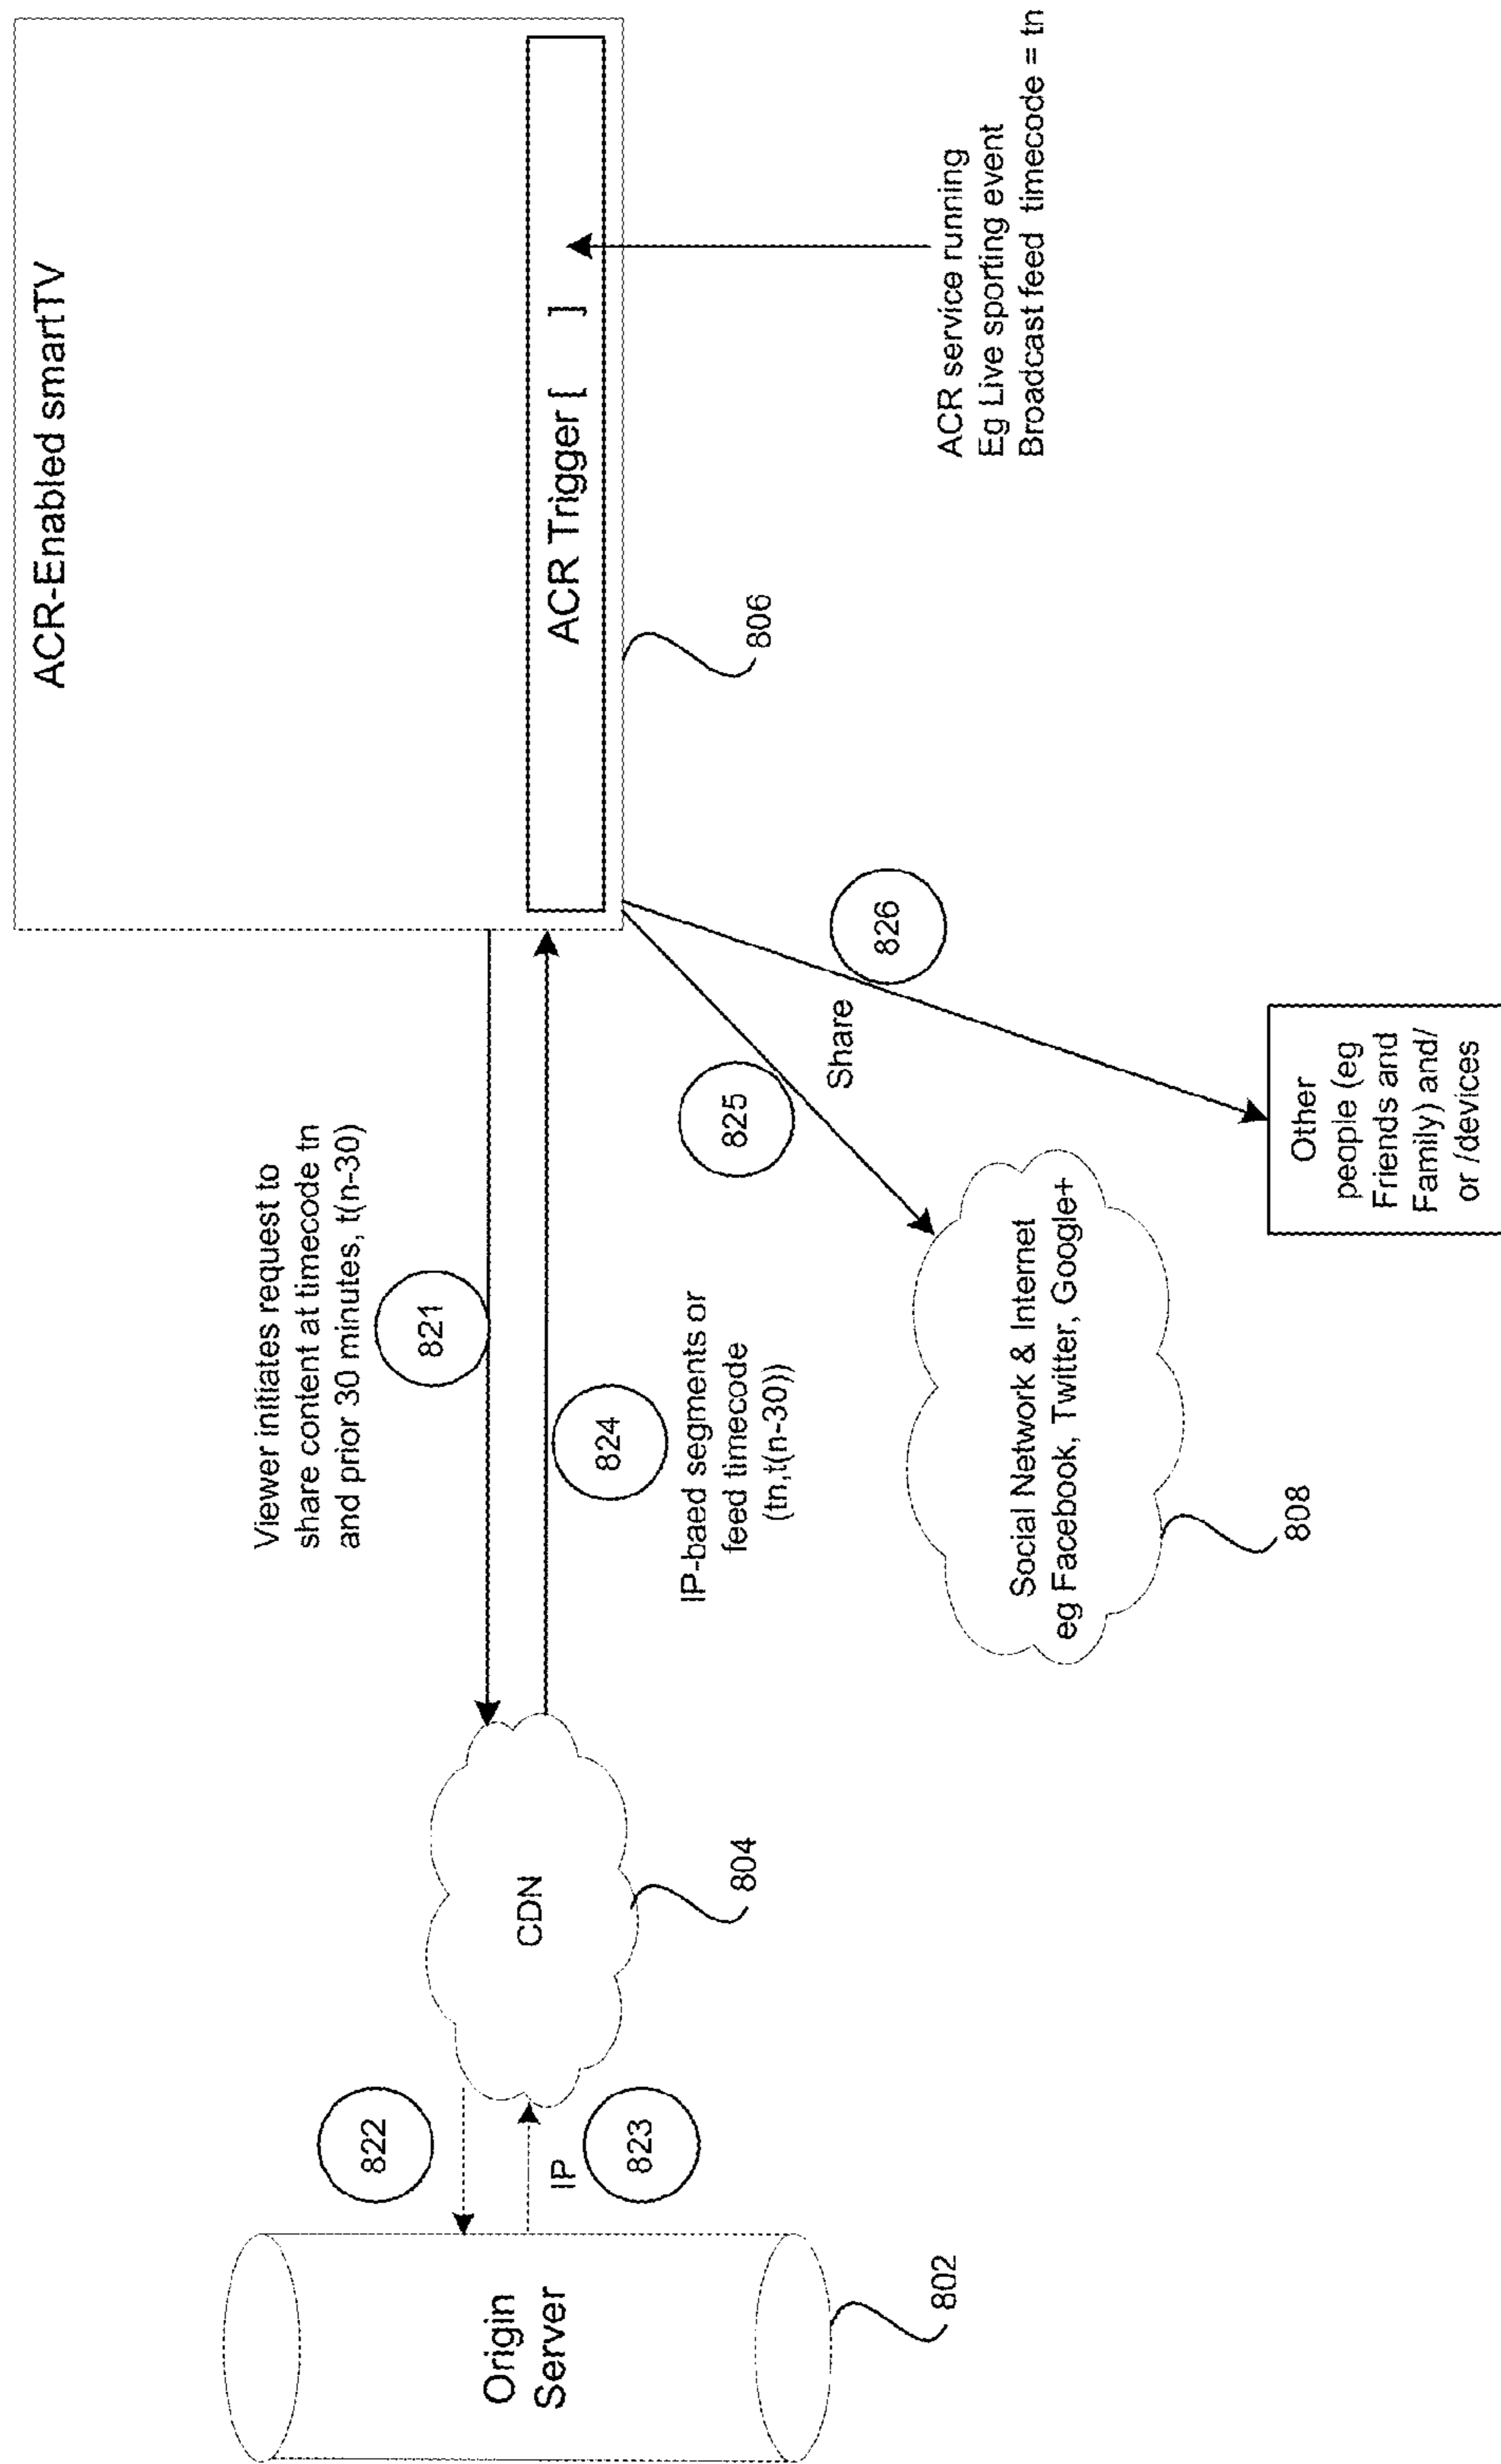 ACR-Enabled smartTV
ACR Trigger [ ]
806
ACR service running
Eg Live sporting event
Broadcast feed timecode = tn
Viewer initiates request to
share content at timecode tn
and prior 30 minutes, t(n-30)
821
824
IP-baed segments or
feed timecode
(tn,t(n-30))
825
Share
826
Social Network & Internet
eg Facebook, Twitter, Google+
808
Other
people (eg
Friends and
Family) and/
or /devices
CDN
804
822
IP
823
Origin
Server
802